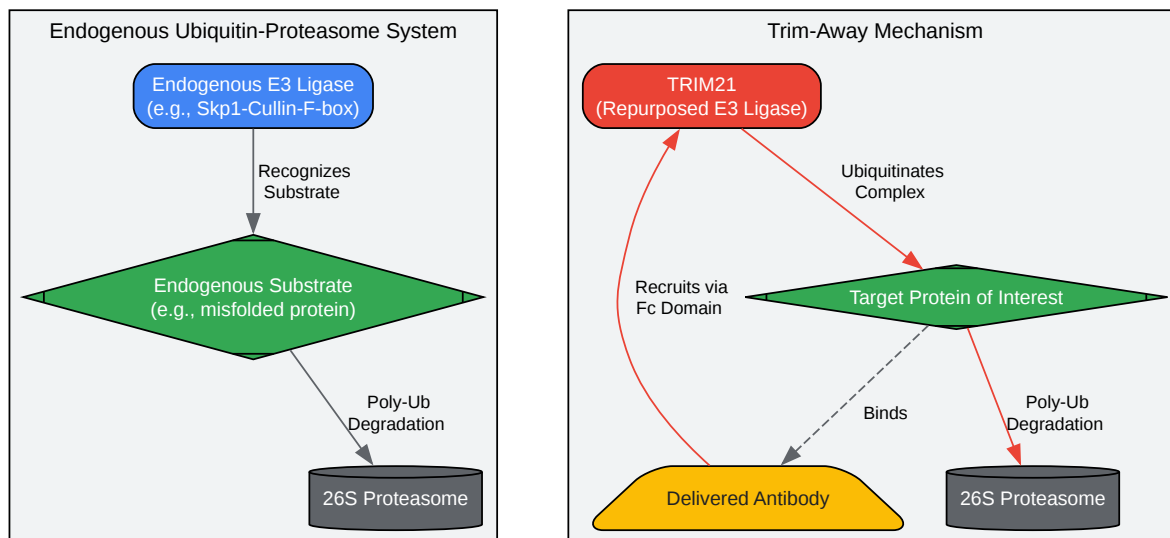 Endogenous Ubiquitin-Proteasome System
Endogenous E3 Ligase
(e.g., Skp1-Cullin-F-box)
Recognizes
Substrate
Endogenous Substrate
(e.g., misfolded protein)
Poly-Ub
Degradation
26S Proteasome
Trim-Away Mechanism
TRIM21
(Repurposed E3 Ligase)
Ubiquitinates
Complex
Recruits via
Fc Domain
Target Protein of Interest
Binds
Poly-Ub
Degradation
Delivered Antibody
26S Proteasome